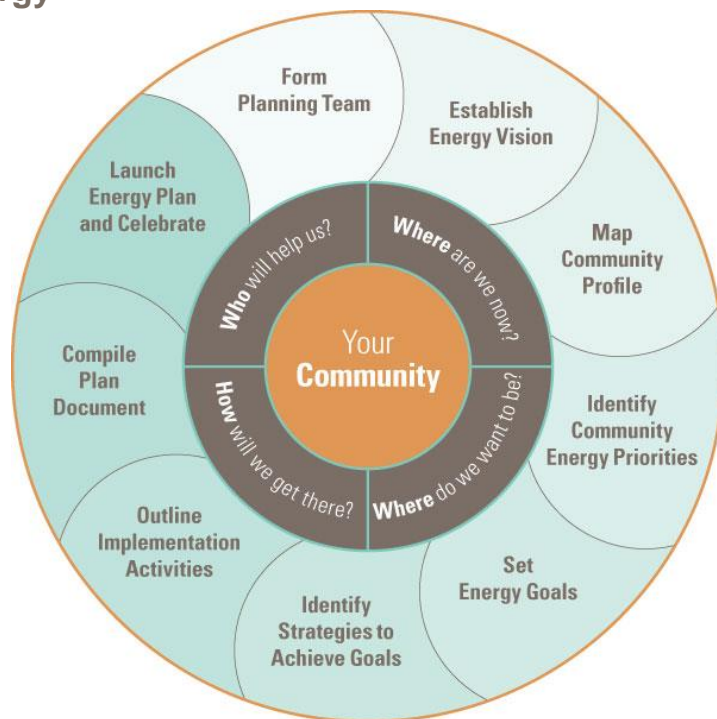 Form
Planning Team
Establish
Energy Vision
Map
Community
Profile
Identify
Community
Energy Priorities
Set
Energy Goals
Identify
Strategies to
Achieve Goals
Outline
Implementation
Activities
Compile
Plan
Document
Launch
Energy Plan
and Celebrate
Who will help us?
Where are we now?
Where do we want to be?
How will we get there?
Your
Community